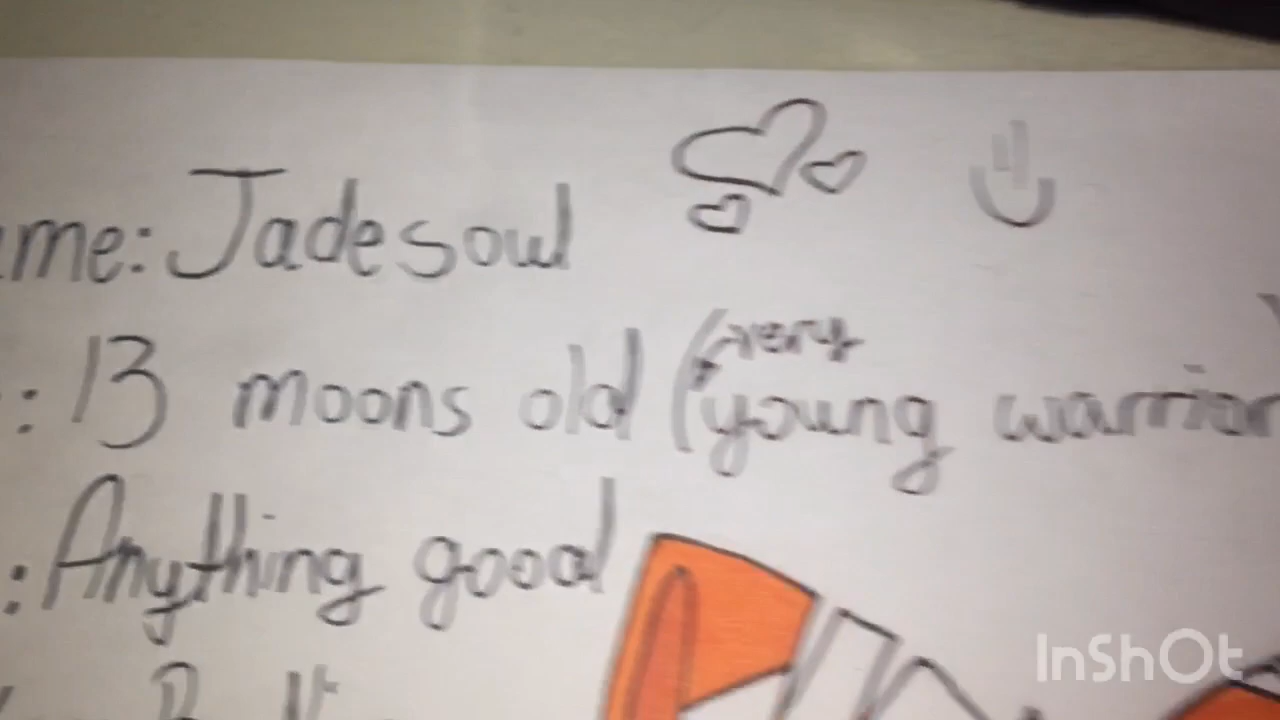 me: Jadesoul
: 13 moons old (very young warrior
: Anything good
InShOt